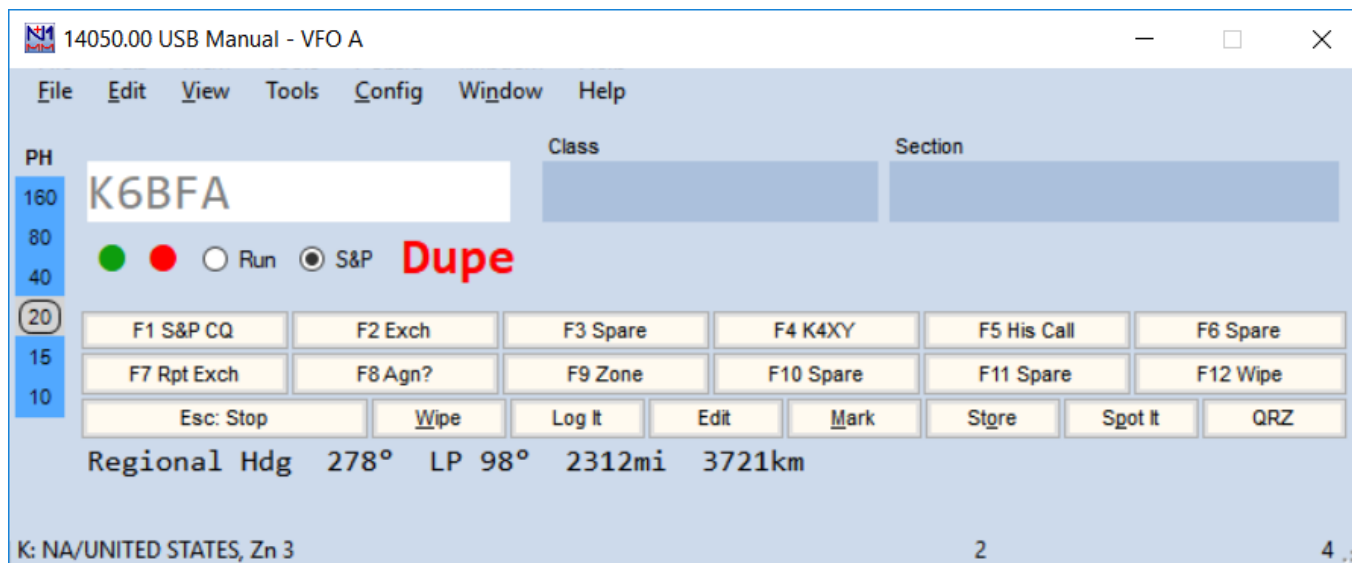 14050.00 USB Manual - VFO A
File Edit View Tools Config Window Help
PH
160
80
40
20
15
10
Class Section
K6BFA
Run S&P Dupe
F1 S&P CQ F2 Exch F3 Spare F4 K4XY F5 His Call F6 Spare
F7 Rpt Exch F8 Agn? F9 Zone F10 Spare F11 Spare F12 Wipe
Esc: Stop Wipe Log It Edit Mark Store Spot It QRZ
Regional Hdg 278° LP 98° 2312mi 3721km
K: NA/UNITED STATES, Zn 3 2 4